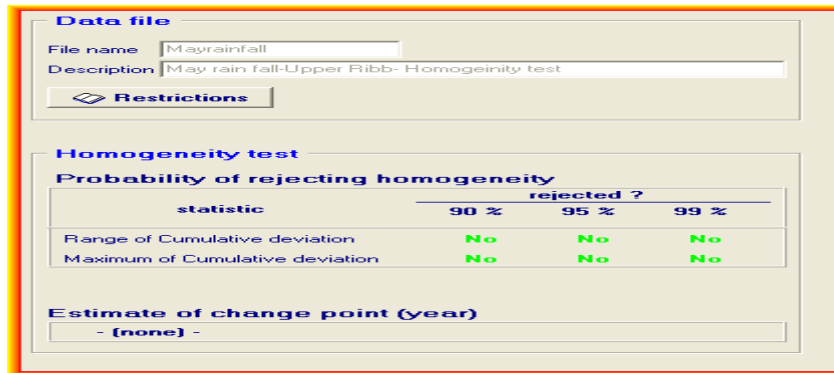 Data file
File name Mayrainfall
Description May rain fall-Upper Ribb- Homogeinity test
Restrictions
Homogeneity test
Probability of rejecting homogeneity
rejected ?
statistic 90 % 95 % 99 %
Range of Cumulative deviation No No No
Maximum of Cumulative deviation No No No
Estimate of change point (year)
- (none) -